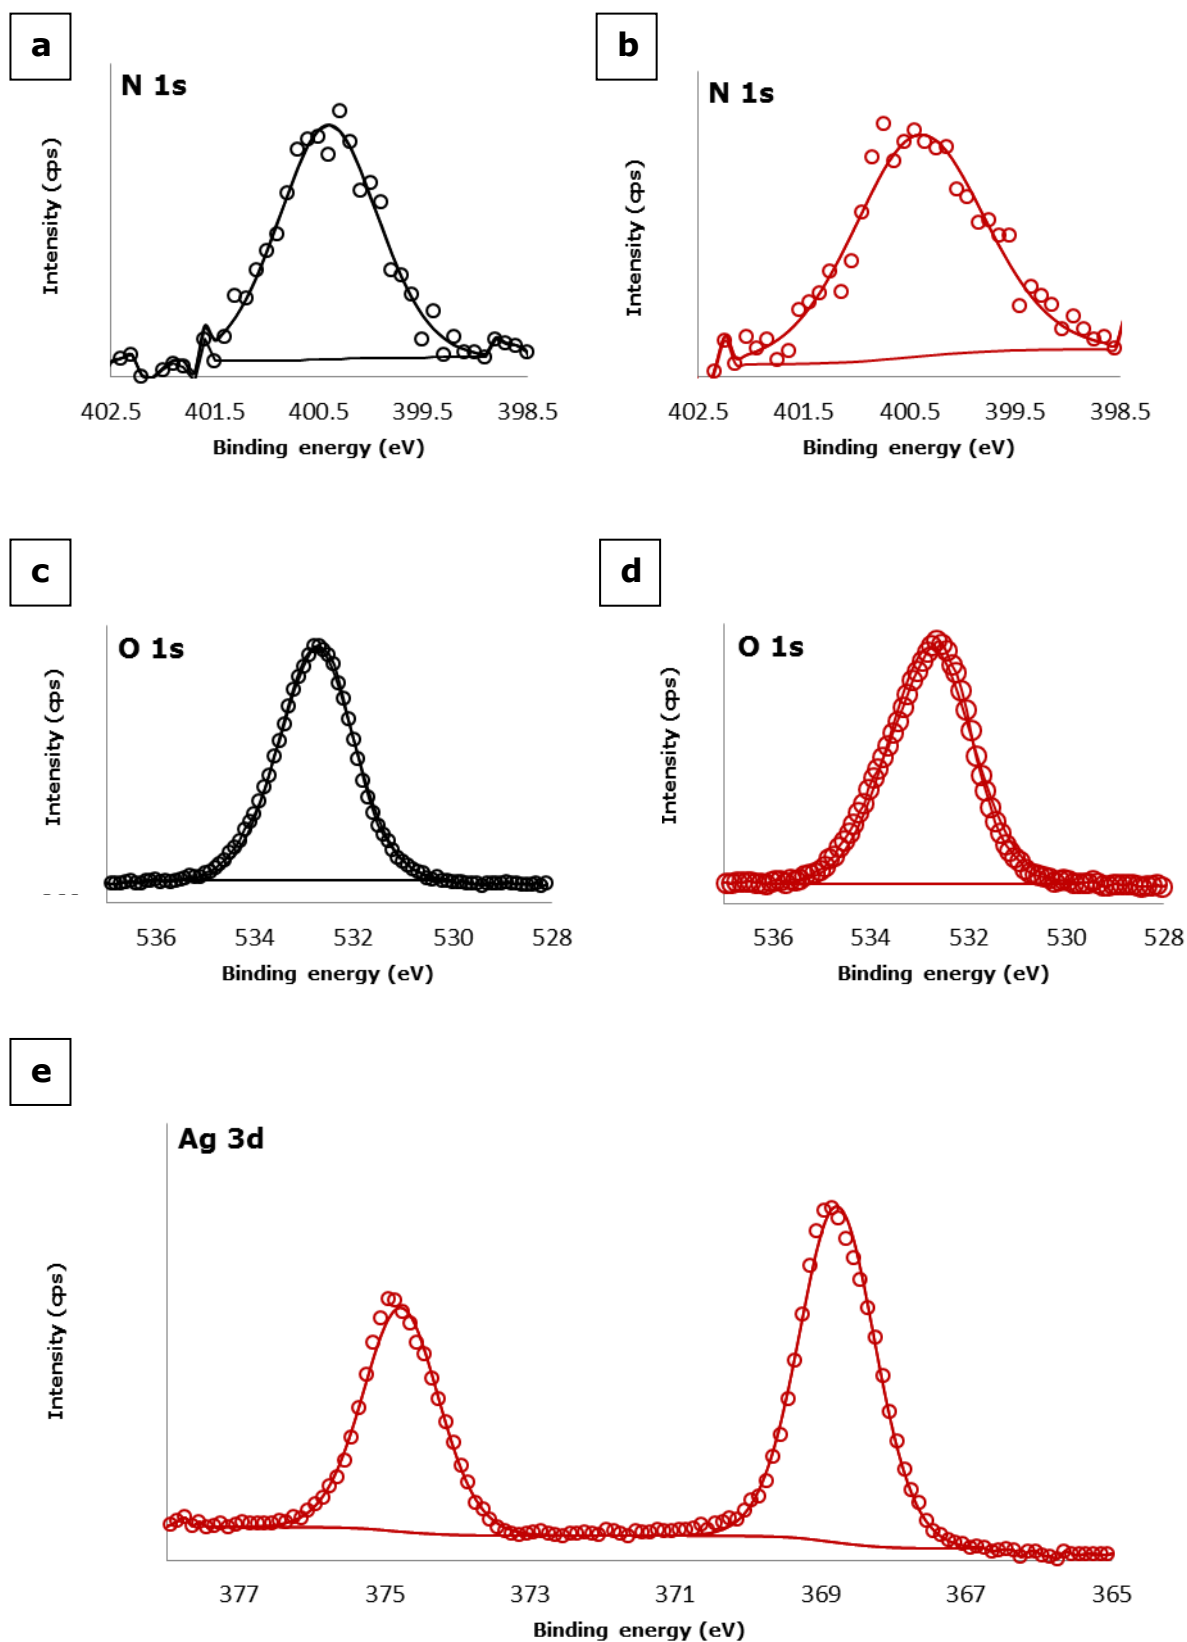 a
b
N 1s
N 1s
Intensity (cps)
Intensity (cps)
402.5 401.5 400.5 399.5 398.5
402.5 401.5 400.5 399.5 398.5
Binding energy (eV)
Binding energy (eV)
c
d
O 1s
O 1s
Intensity (cps)
Intensity (cps)
536 534 532 530 528
536 534 532 530 528
Binding energy (eV)
Binding energy (eV)
e
Ag 3d
Intensity (cps)
377 375 373 371 369 367 365
Binding energy (eV)